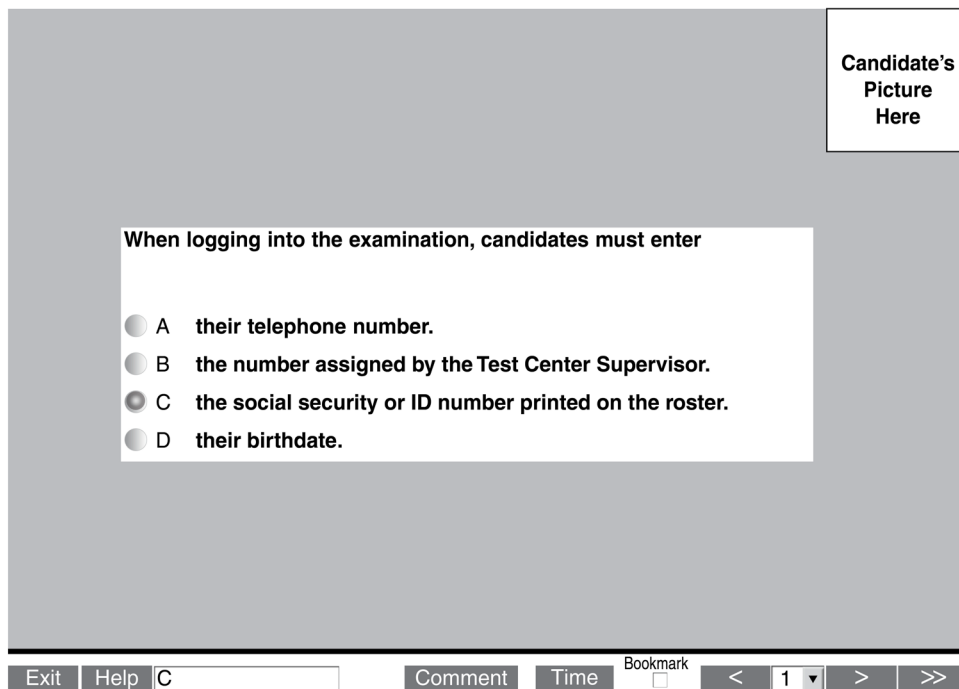 Candidate's
Picture
Here
When logging into the examination, candidates must enter
A their telephone number.
B the number assigned by the Test Center Supervisor.
C the social security or ID number printed on the roster.
D their birthdate.
Bookmark
Exit Help C Comment Time < 1 ▼ > >>